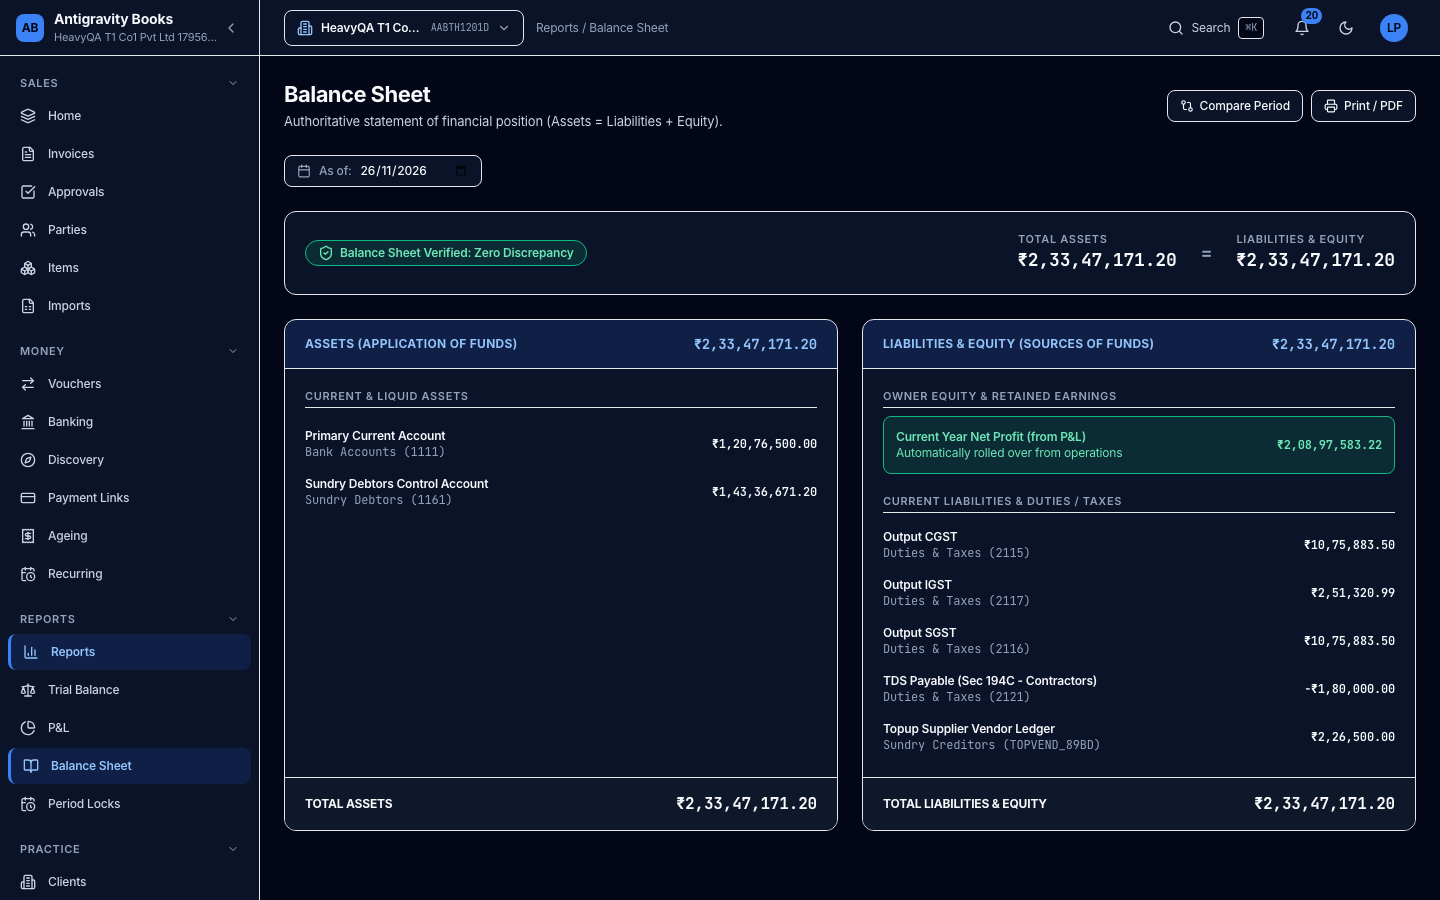 AB
Antigravity Books
HeavyQA T1 Co1 Pvt Ltd 17956...
SALES
Home
Invoices
Approvals
Parties
Items
Imports
MONEY
Vouchers
Banking
Discovery
Payment Links
Ageing
Recurring
REPORTS
Reports
Trial Balance
P&L
Balance Sheet
Period Locks
PRACTICE
Clients
HeavyQA T1 Co... AABTH1201D
Reports / Balance Sheet
Search ⌘K
20
LP
Balance Sheet
Authoritative statement of financial position (Assets = Liabilities + Equity).
Compare Period
Print / PDF
As of: 26/11/2026
Balance Sheet Verified: Zero Discrepancy
TOTAL ASSETS
₹2,33,47,171.20
=
LIABILITIES & EQUITY
₹2,33,47,171.20
ASSETS (APPLICATION OF FUNDS) ₹2,33,47,171.20
CURRENT & LIQUID ASSETS
Primary Current Account
Bank Accounts (1111)
₹1,20,76,500.00
Sundry Debtors Control Account
Sundry Debtors (1161)
₹1,43,36,671.20
TOTAL ASSETS ₹2,33,47,171.20
LIABILITIES & EQUITY (SOURCES OF FUNDS) ₹2,33,47,171.20
OWNER EQUITY & RETAINED EARNINGS
Current Year Net Profit (from P&L)
Automatically rolled over from operations
₹2,08,97,583.22
CURRENT LIABILITIES & DUTIES / TAXES
Output CGST
Duties & Taxes (2115)
₹10,75,883.50
Output IGST
Duties & Taxes (2117)
₹2,51,320.99
Output SGST
Duties & Taxes (2116)
₹10,75,883.50
TDS Payable (Sec 194C - Contractors)
Duties & Taxes (2121)
-₹1,80,000.00
Topup Supplier Vendor Ledger
Sundry Creditors (TOPVEND_89BD)
₹2,26,500.00
TOTAL LIABILITIES & EQUITY ₹2,33,47,171.20